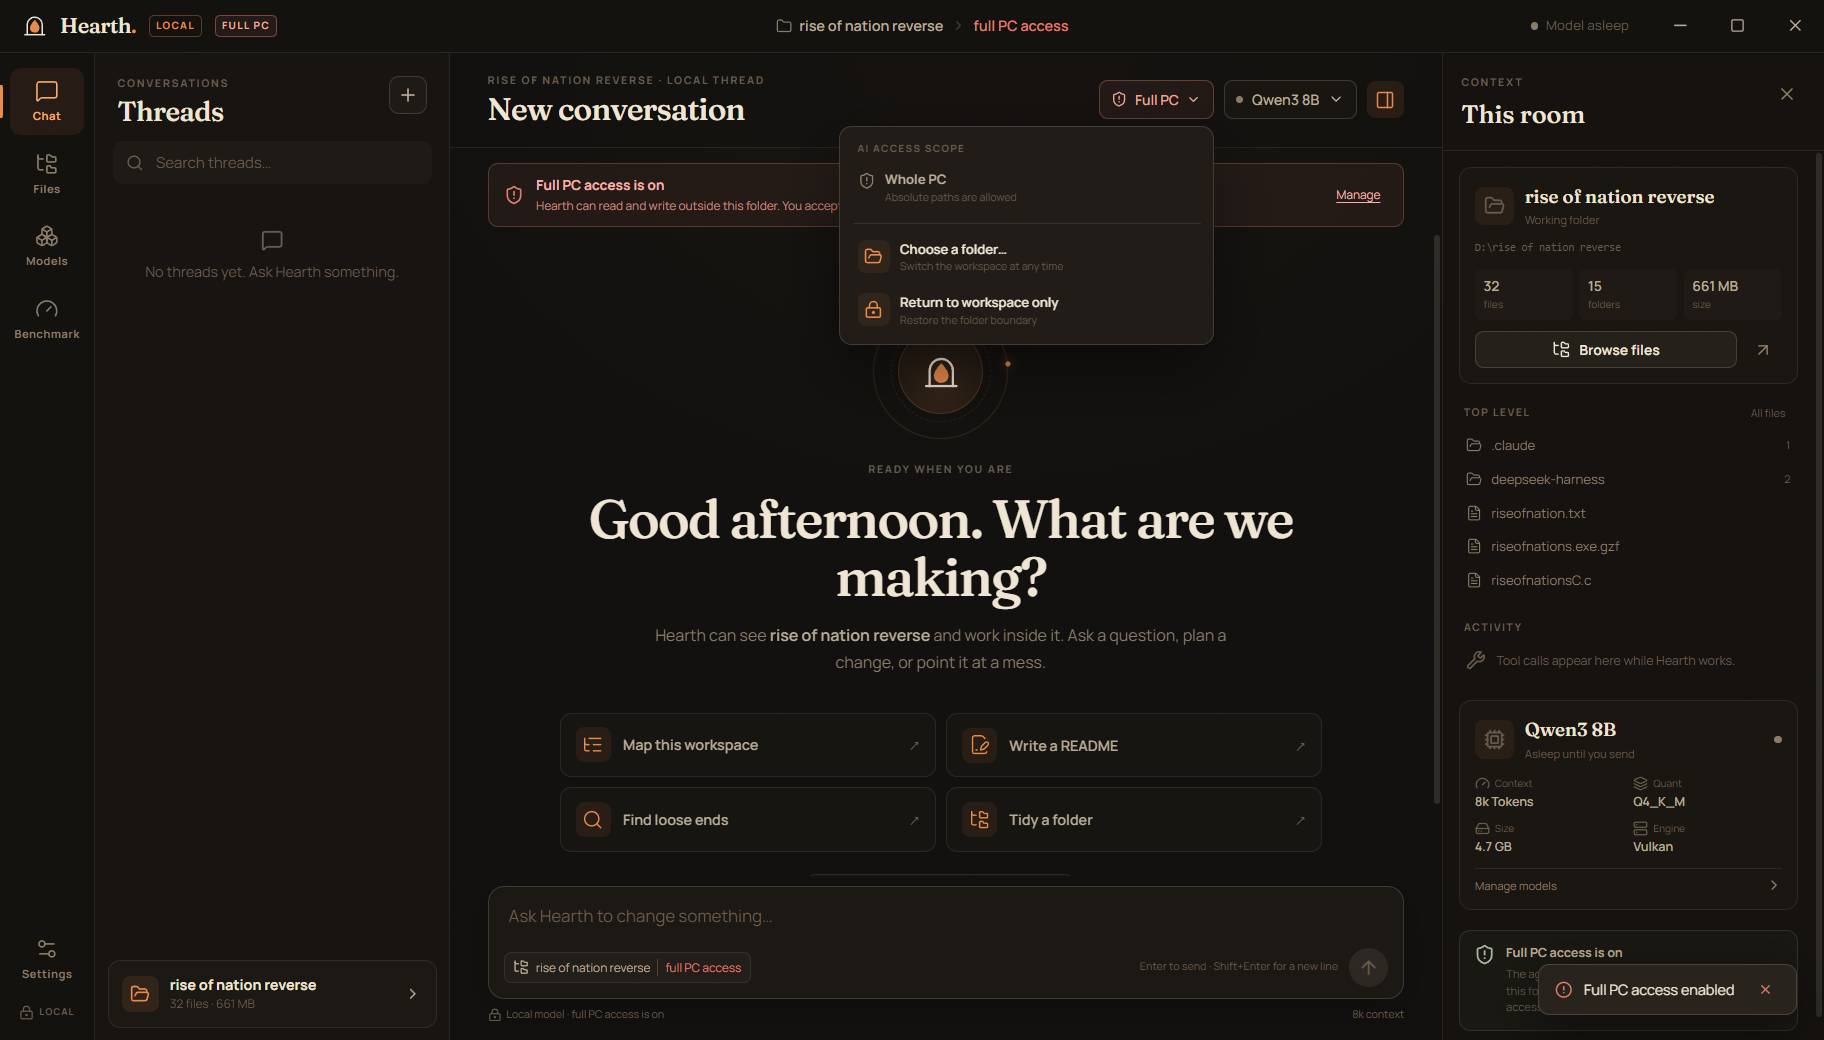 Hearth.
LOCAL
FULL PC
rise of nation reverse
full PC access
Model asleep
Chat
Files
Models
Benchmark
Settings
LOCAL
CONVERSATIONS
Threads
Search threads...
No threads yet. Ask Hearth something.
rise of nation reverse
32 files · 661 MB
RISE OF NATION REVERSE · LOCAL THREAD
New conversation
Full PC
Qwen3 8B
Full PC access is on
Hearth can read and write outside this folder. You accep
Manage
AI ACCESS SCOPE
Whole PC
Absolute paths are allowed
Choose a folder...
Switch the workspace at any time
Return to workspace only
Restore the folder boundary
READY WHEN YOU ARE
Good afternoon. What are we
making?
Hearth can see rise of nation reverse and work inside it. Ask a question, plan a
change, or point it at a mess.
Map this workspace
Write a README
Find loose ends
Tidy a folder
Ask Hearth to change something...
rise of nation reverse
full PC access
Enter to send · Shift+Enter for a new line
Local model · full PC access is on
8k context
CONTEXT
This room
rise of nation reverse
Working folder
D:\rise of nation reverse
32
files
15
folders
661 MB
size
Browse files
TOP LEVEL
All files
.claude
1
deepseek-harness
2
riseofnation.txt
riseofnations.exe.gzf
riseofnationsC.c
ACTIVITY
Tool calls appear here while Hearth works.
Qwen3 8B
Asleep until you send
Context
8k Tokens
Quant
Q4_K_M
Size
4.7 GB
Engine
Vulkan
Manage models
Full PC access is on
The ag
this fo
access
Full PC access enabled